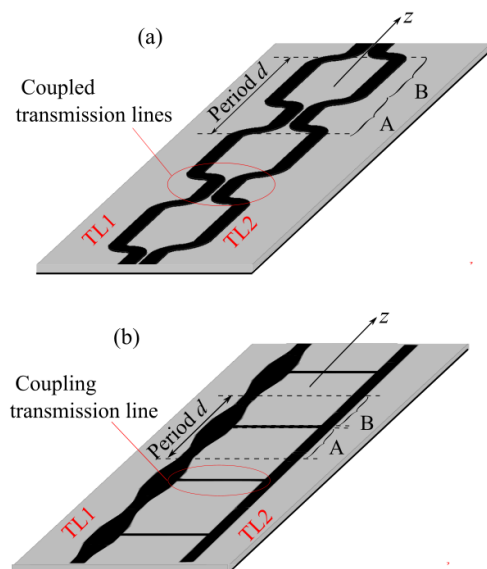 (a)
z
Period d
B
A
Coupled
transmission lines
TL1
TL2
(b)
z
Coupling
transmission line
Period d
B
A
TL1
TL2